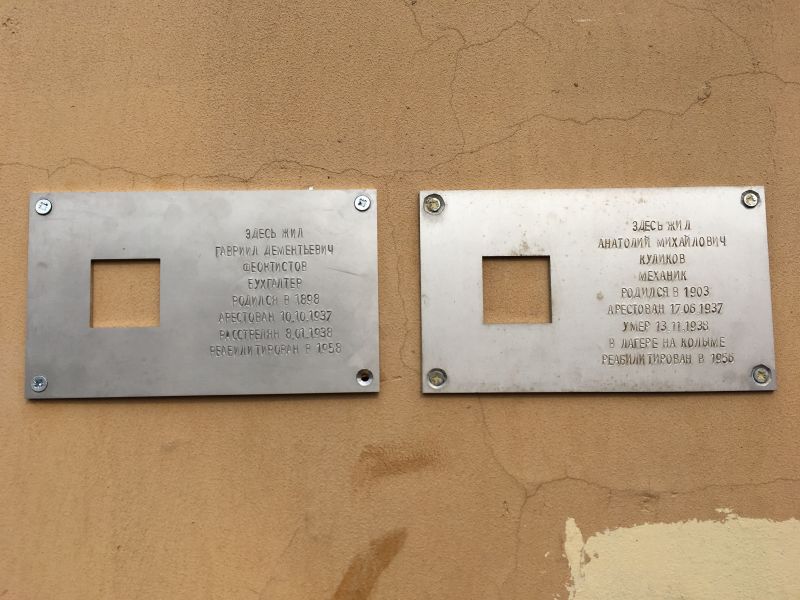 ЗДЕСЬ ЖИЛ
ГАВРИИЛ ДЕМЕНТЬЕВИЧ
ФЕОКТИСТОВ
БУХГАЛТЕР
РОДИЛСЯ В 1898
АРЕСТОВАН 10.10.1937
РАССТРЕЛЯН 8.01.1938
РЕАБИЛИТИРОВАН В 1958
ЗДЕСЬ ЖИЛ
АНАТОЛИЙ МИХАЙЛОВИЧ
КУЛИКОВ
МЕХАНИК
РОДИЛСЯ В 1903
АРЕСТОВАН 17.06.1937
УМЕР 13.11.1938
В ЛАГЕРЕ НА КОЛЫМЕ
РЕАБИЛИТИРОВАН В 1956